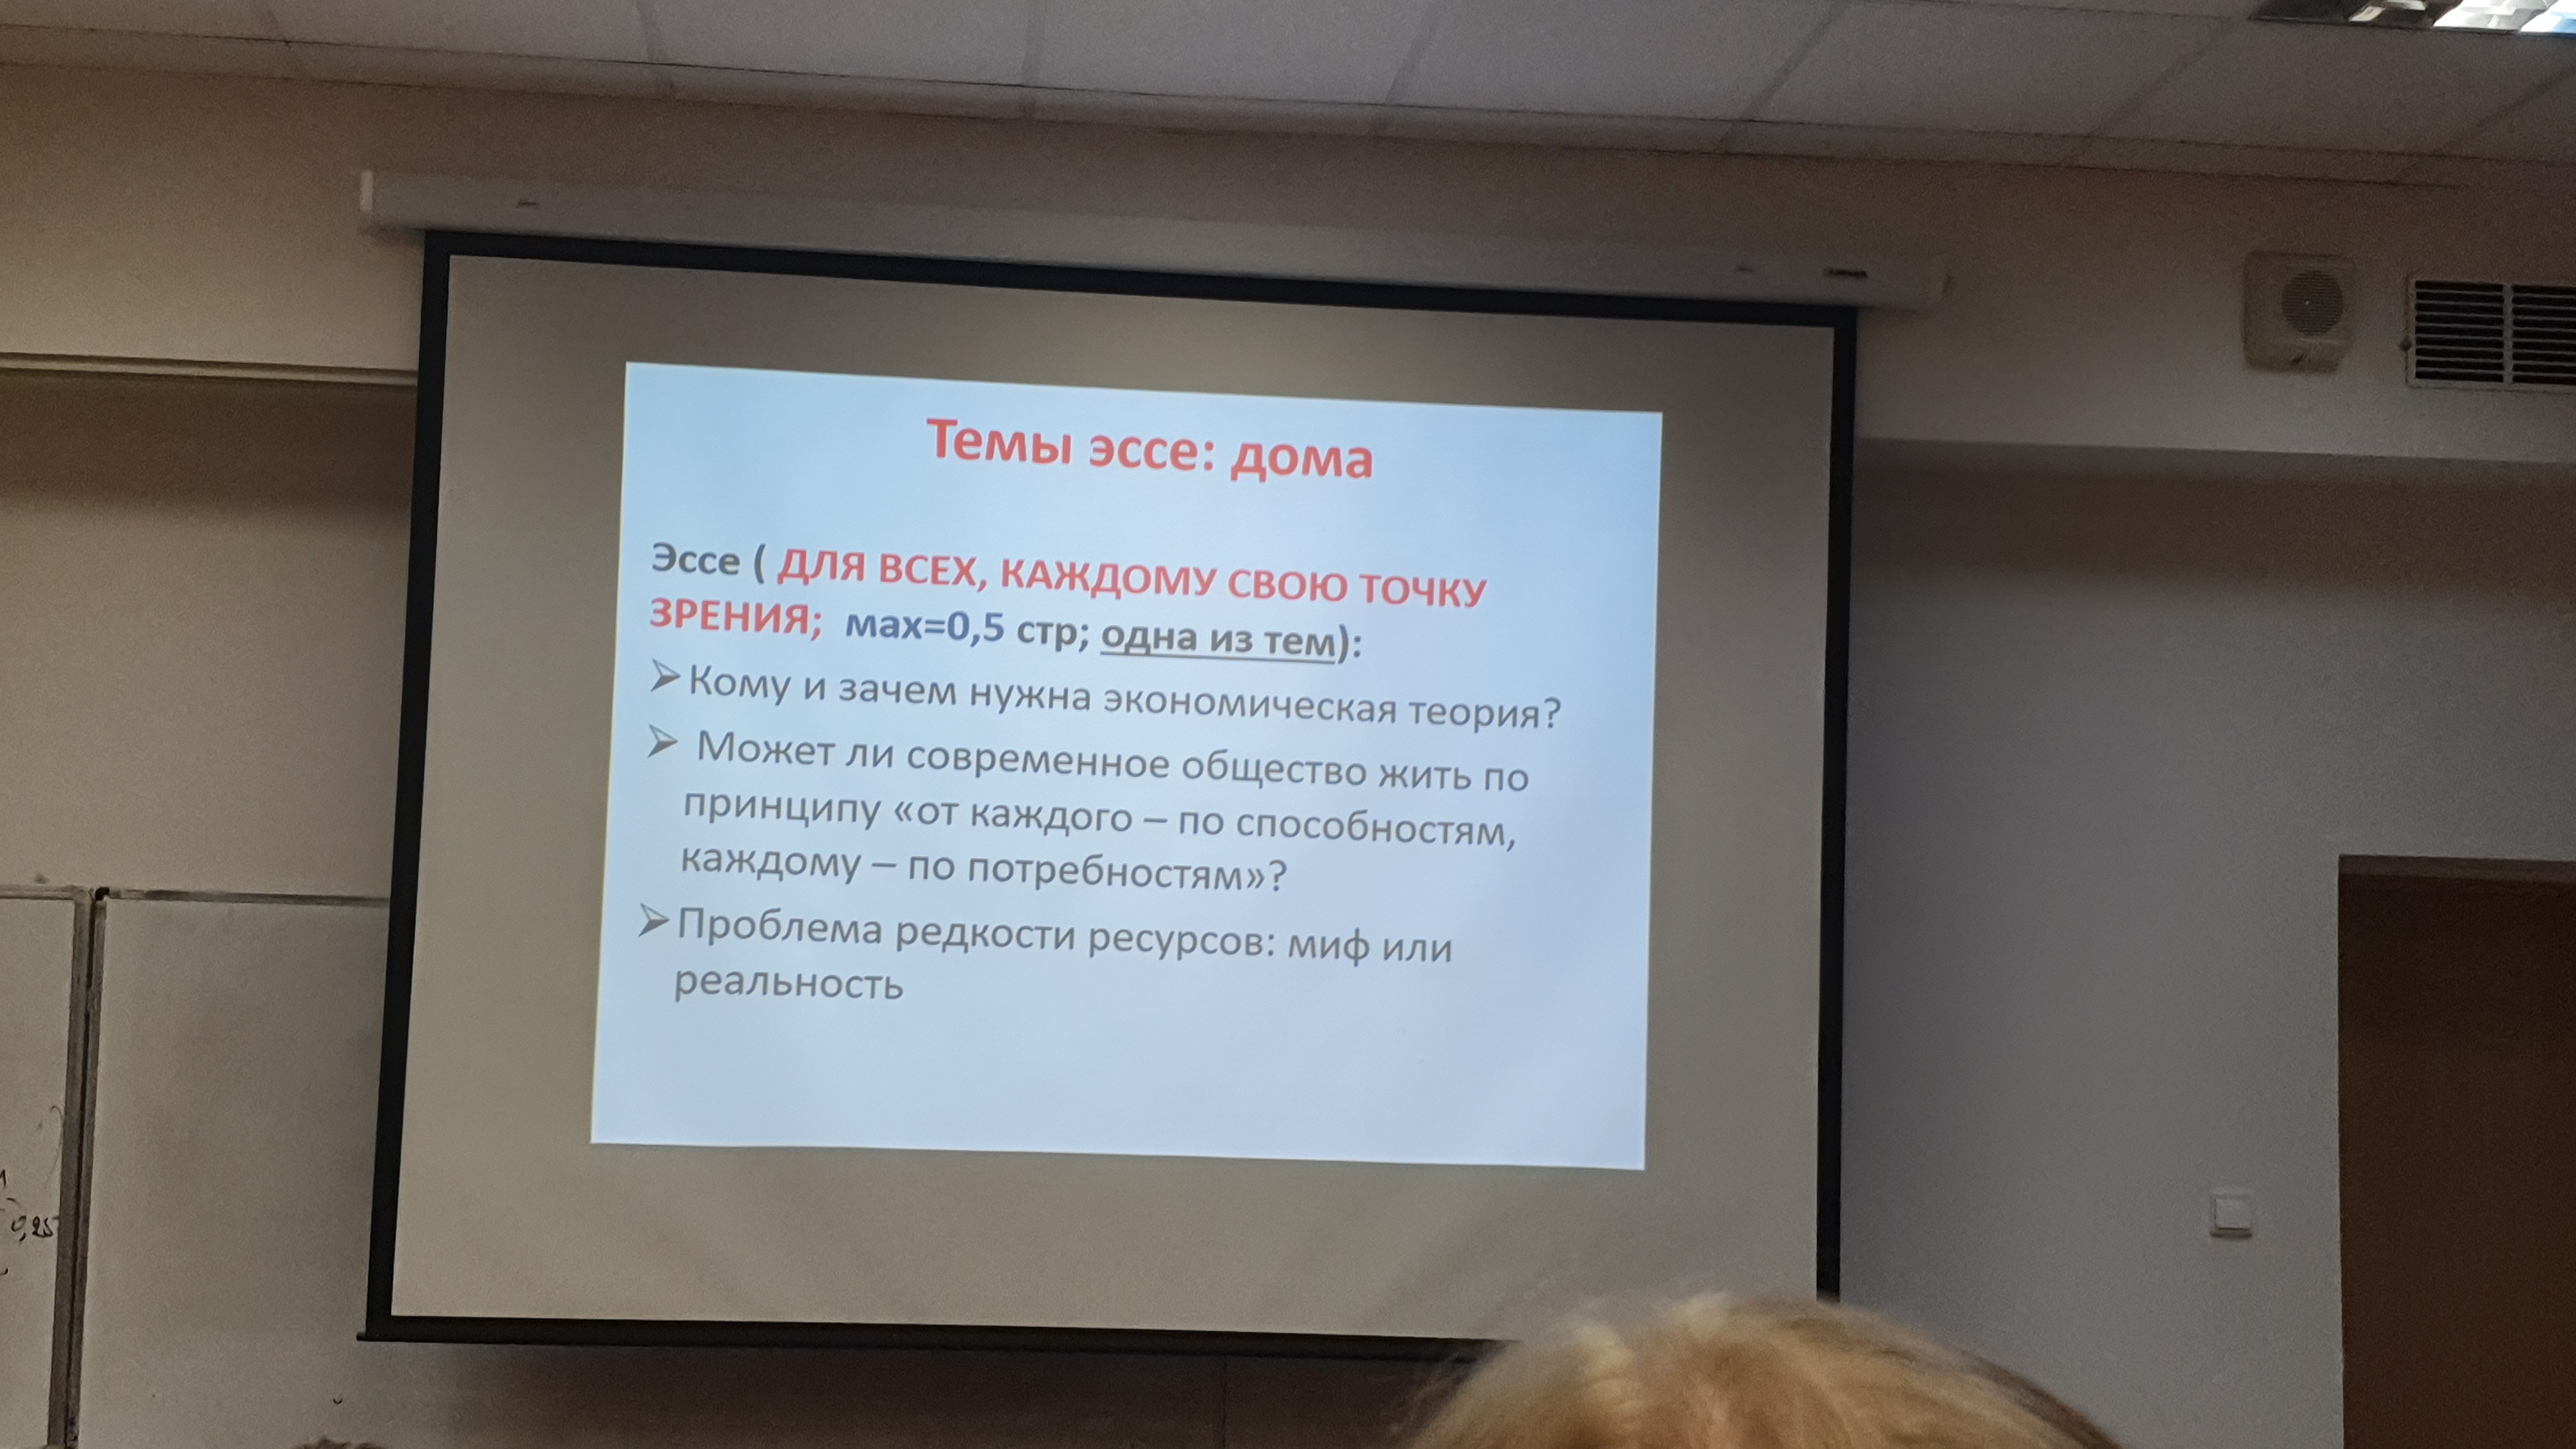 Темы эссе: дома
Эссе ( ДЛЯ ВСЕХ, КАЖДОМУ СВОЮ ТОЧКУ
ЗРЕНИЯ; мах=0,5 стр; одна из тем):
➢Кому и зачем нужна экономическая теория?
➢ Может ли современное общество жить по
принципу «от каждого – по способностям,
каждому – по потребностям»?
➢Проблема редкости ресурсов: миф или
реальность
0,25